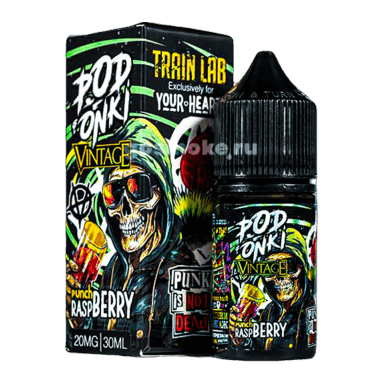 POD
ONKI
VINTAGE
punch
RASPBERRY
20MG | 30ML
TRAIN LAB
Exclusively for
YOUR HEART
PUNK
IS NOT
DEAD
POD
ONKI
VINTAGE
punch
RASPBERRY